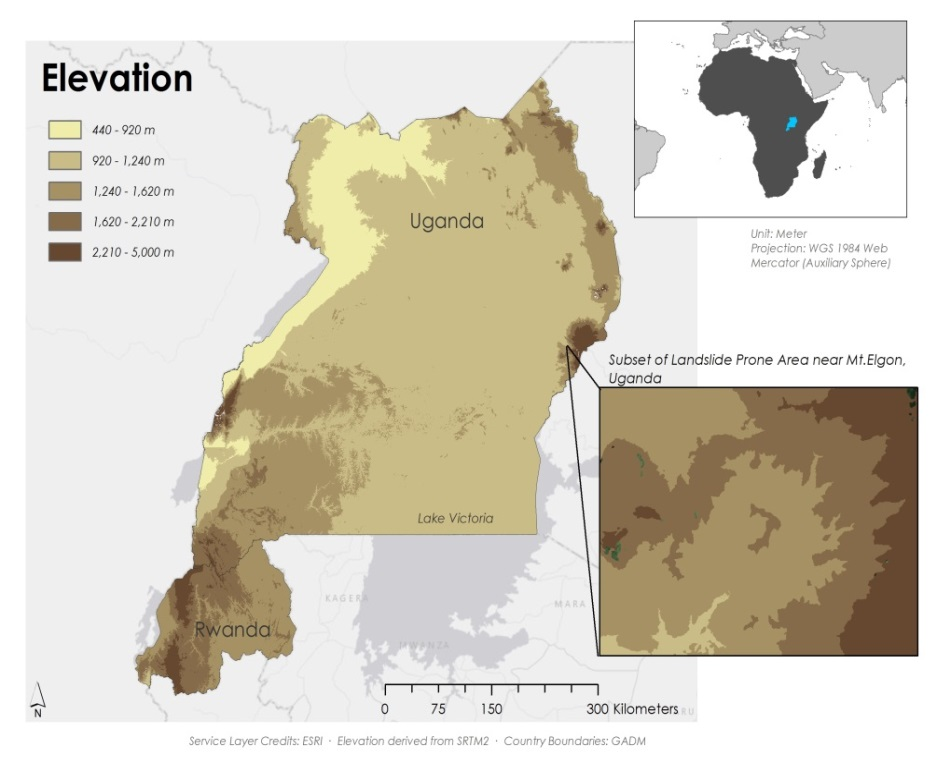 Elevation
440 - 920 m
920 - 1,240 m
1,240 - 1,620 m
1,620 - 2,210 m
2,210 - 5,000 m
Uganda
Unit: Meter
Projection: WGS 1984 Web
Mercator (Auxiliary Sphere)
Subset of Landslide Prone Area near Mt.Elgon,
Uganda
Lake Victoria
KAGERA
MARA
Rwanda
MWANZA
N
0 75 150 300 Kilometers
Service Layer Credits: ESRI · Elevation derived from SRTM2 · Country Boundaries: GADM